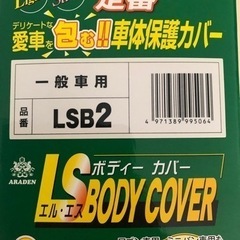 定番
デリケートな
愛車を包む!!車体保護カバー
一般車用
品番
LSB2
4 971389 995064
ARADEN
LS
エル・エス
ボディー カバー
BODY COVER